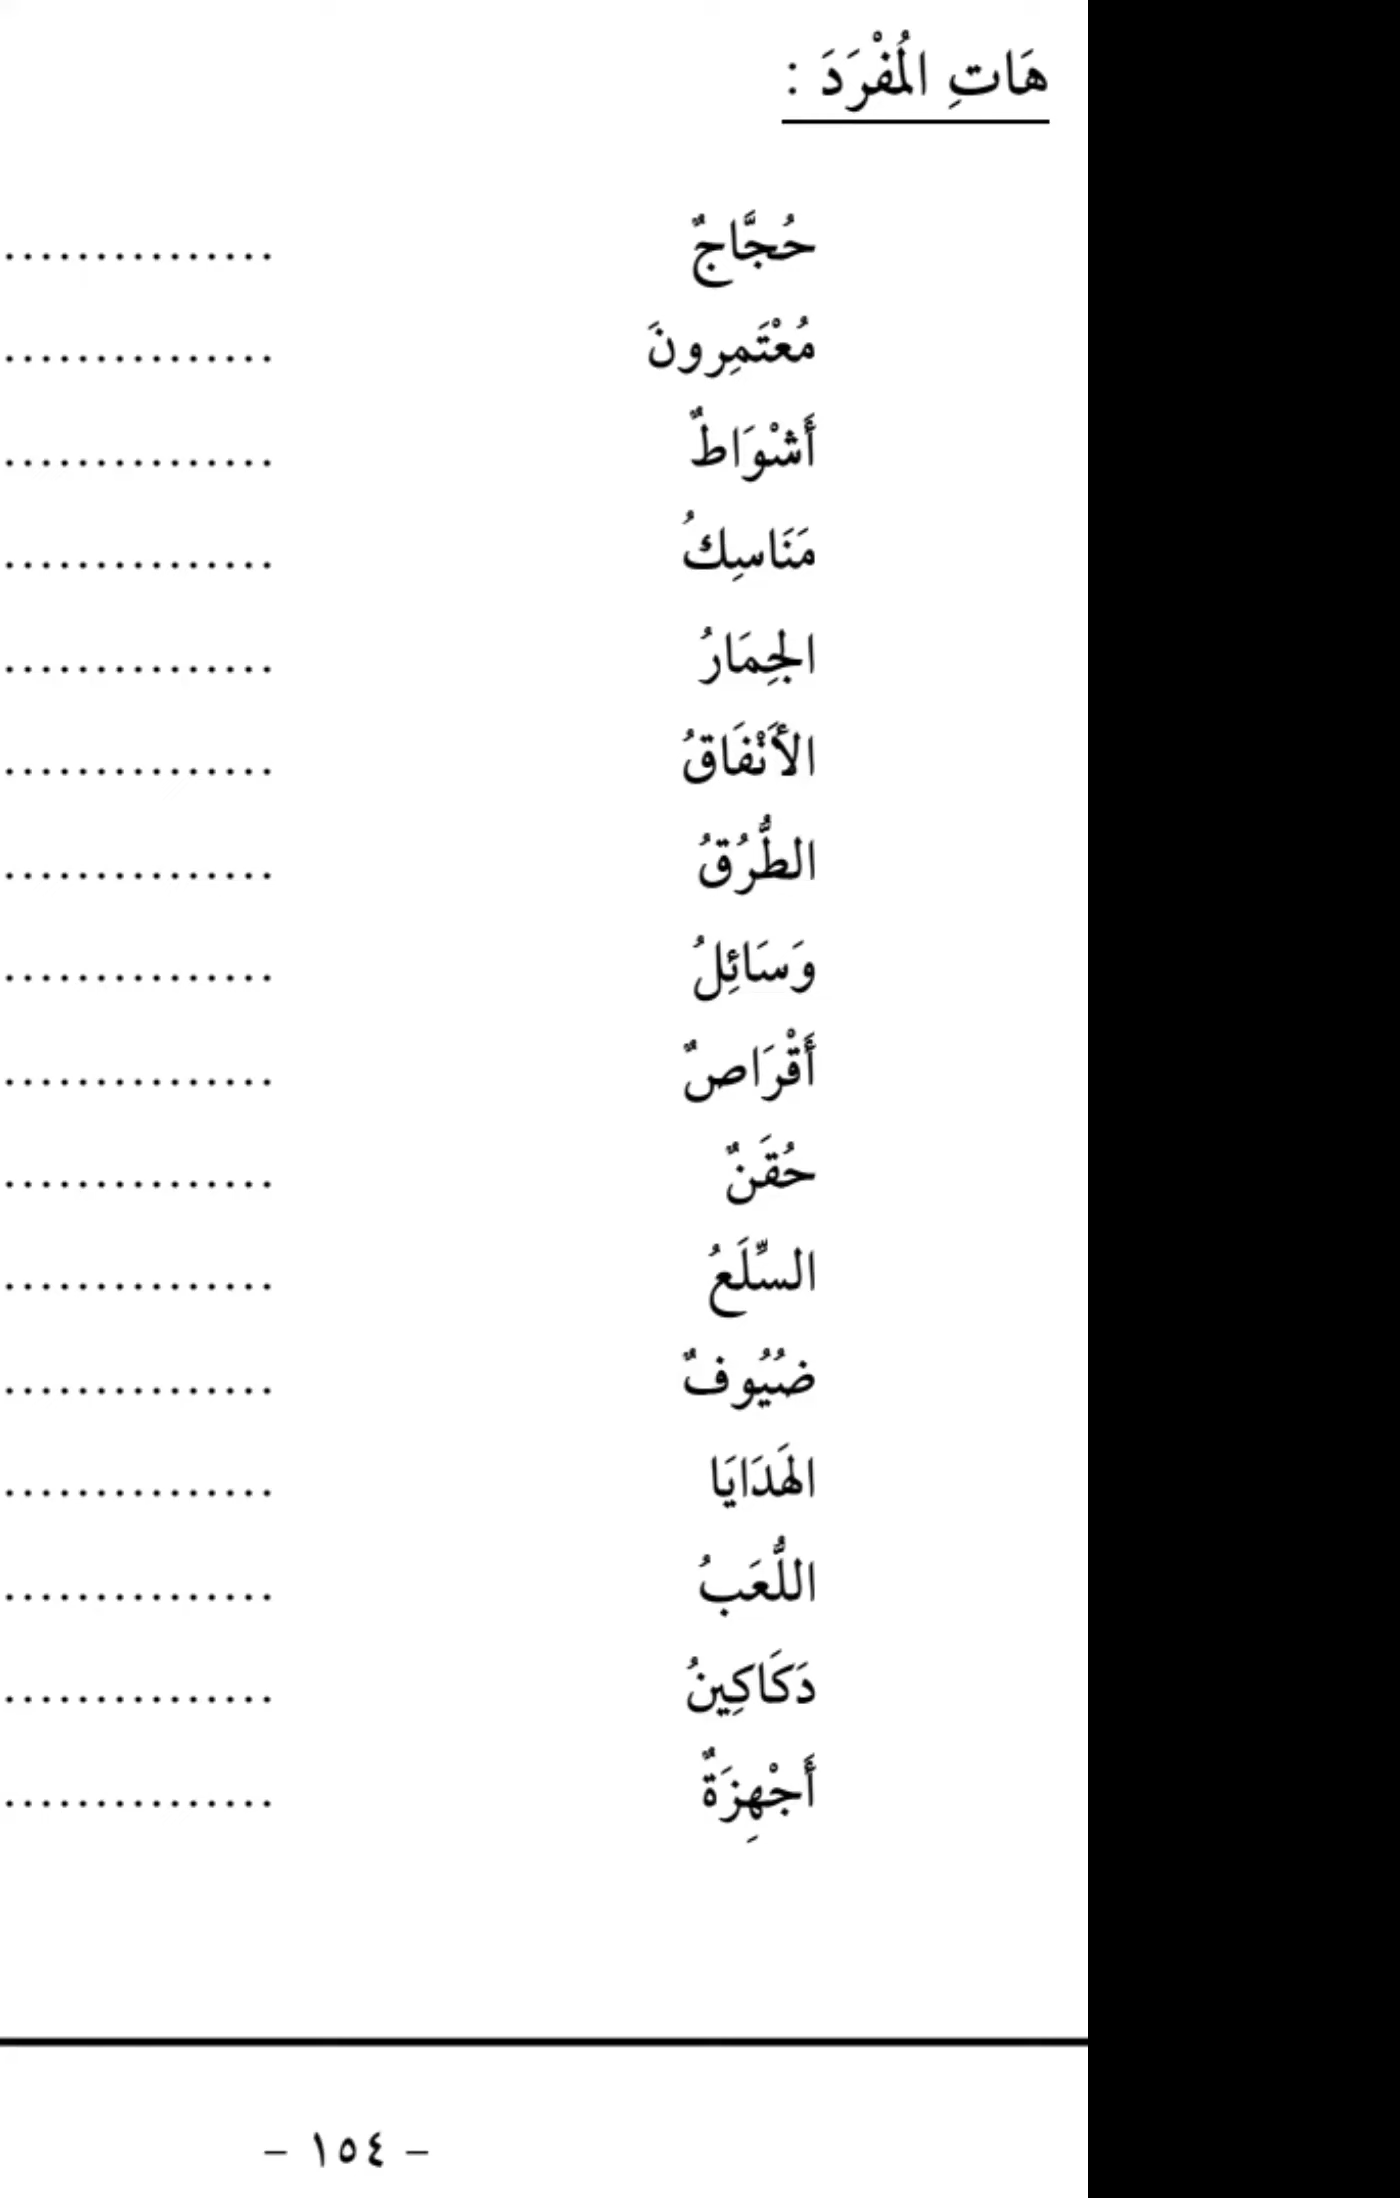 هَاتِ المُفْرَدَ :
حُجَّاجٌ ...............
مُعْتَمِرونَ ...............
أَشْوَاطٌ ...............
مَنَاسِكُ ...............
الجِمَارُ ...............
الأَنْفَاقُ ...............
الطُّرُقُ ...............
وَسَائِلُ ...............
أَقْرَاصٌ ...............
حُقَنٌ ...............
السِّلَعُ ...............
ضُيُوفٌ ...............
الهَدَايَا ...............
اللُّعَبُ ...............
دَكَاكِينُ ...............
أَجْهِزَةٌ ...............
- ١٥٤ -